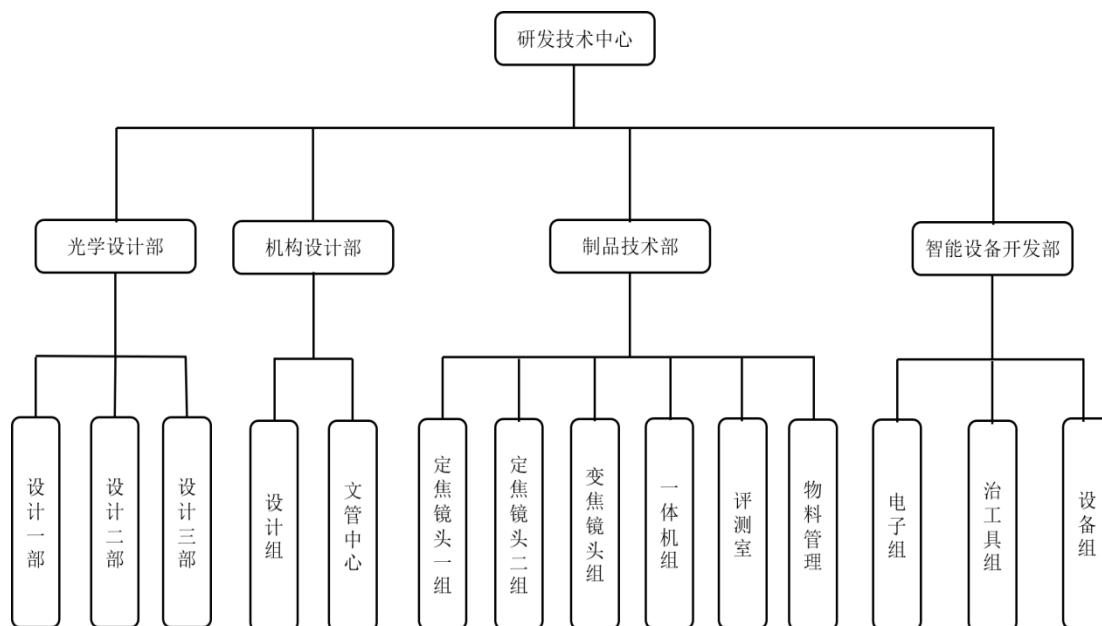 研发技术中心
光学设计部
机构设计部
制品技术部
智能设备开发部
设计一部
设计二部
设计三部
设计组
文管中心
定焦镜头一组
定焦镜头二组
变焦镜头组
一体机组
评测室
物料管理
电子组
治工具组
设备组